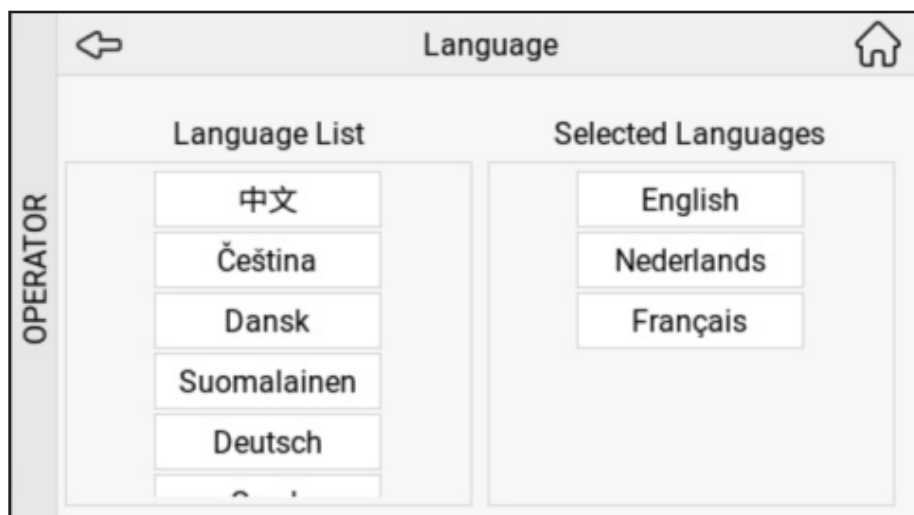 Language
OPERATOR
Language List
中文
Čeština
Dansk
Suomalainen
Deutsch
Selected Languages
English
Nederlands
Français